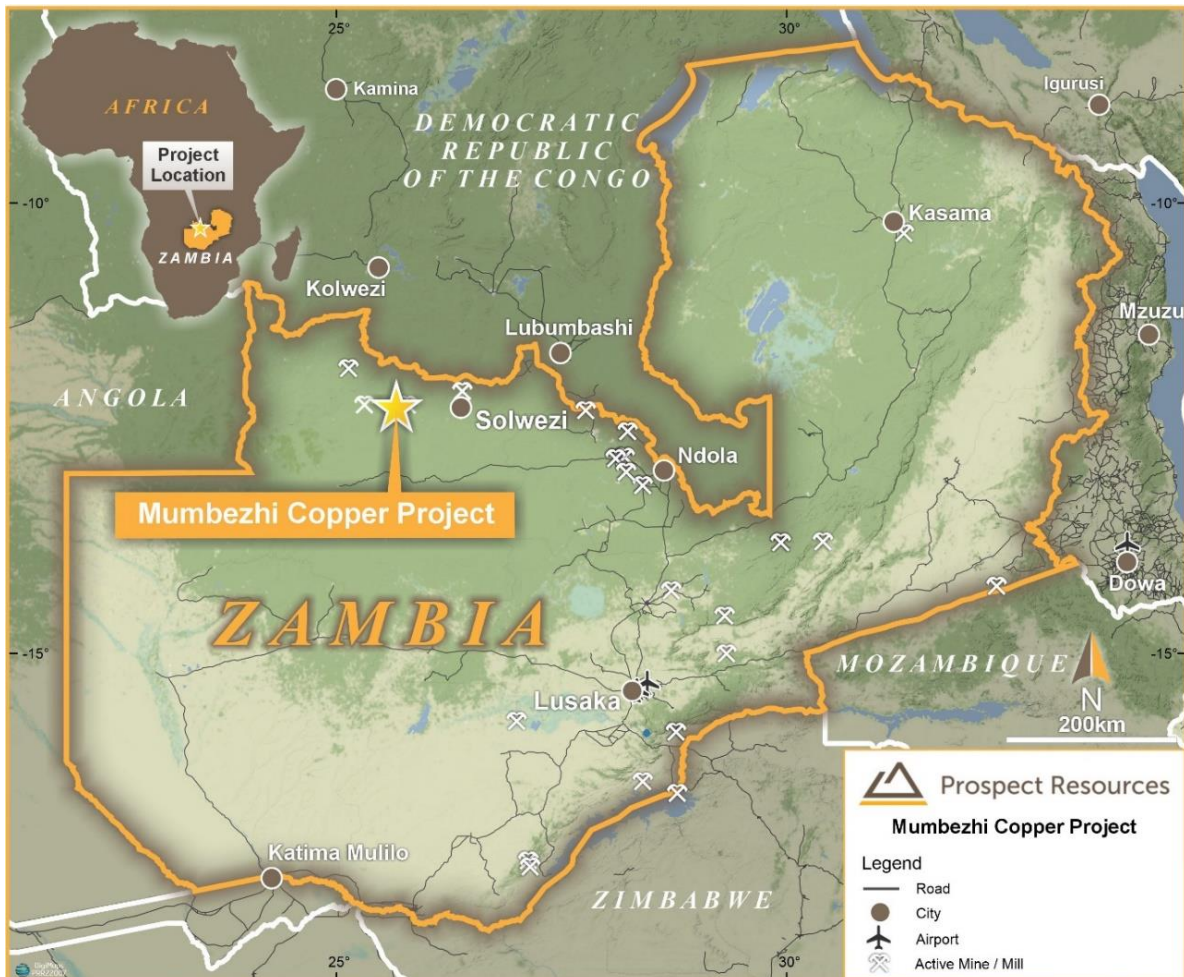 25°
30°
Kamina
Igurusi
AFRICA
DEMOCRATIC
REPUBLIC
OF THE CONGO
Project
Location
-10°
-10°
Kasama
ZAMBIA
Kolwezi
Lubumbashi
Mzuzu
ANGOLA
Solwezi
Ndola
Mumbezhi Copper Project
Dowa
ZAMBIA
MOZAMBIQUE
-15°
-15°
N
Lusaka
200km
Prospect Resources
Mumbezhi Copper Project
Katima Mulilo
Legend
Road
ZIMBABWE
City
Airport
25°
30°
Active Mine / Mill